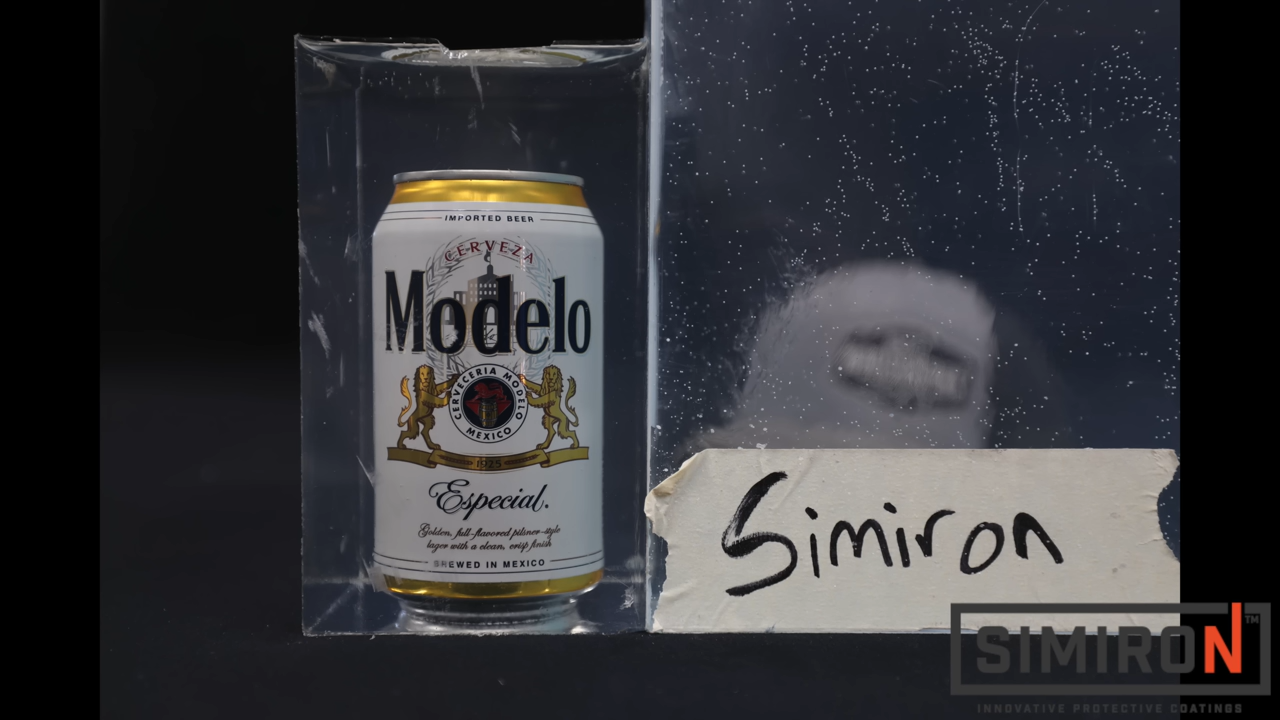 IMPORTED BEER
CERVEZA
Modelo
CERVECERIA MODELO
MEXICO
1925
Especial.
Golden, full-flavored pilsner-style
lager with a clean, crisp finish
BREWED IN MEXICO
Simiron
SIMIRON™
INNOVATIVE PROTECTIVE COATINGS